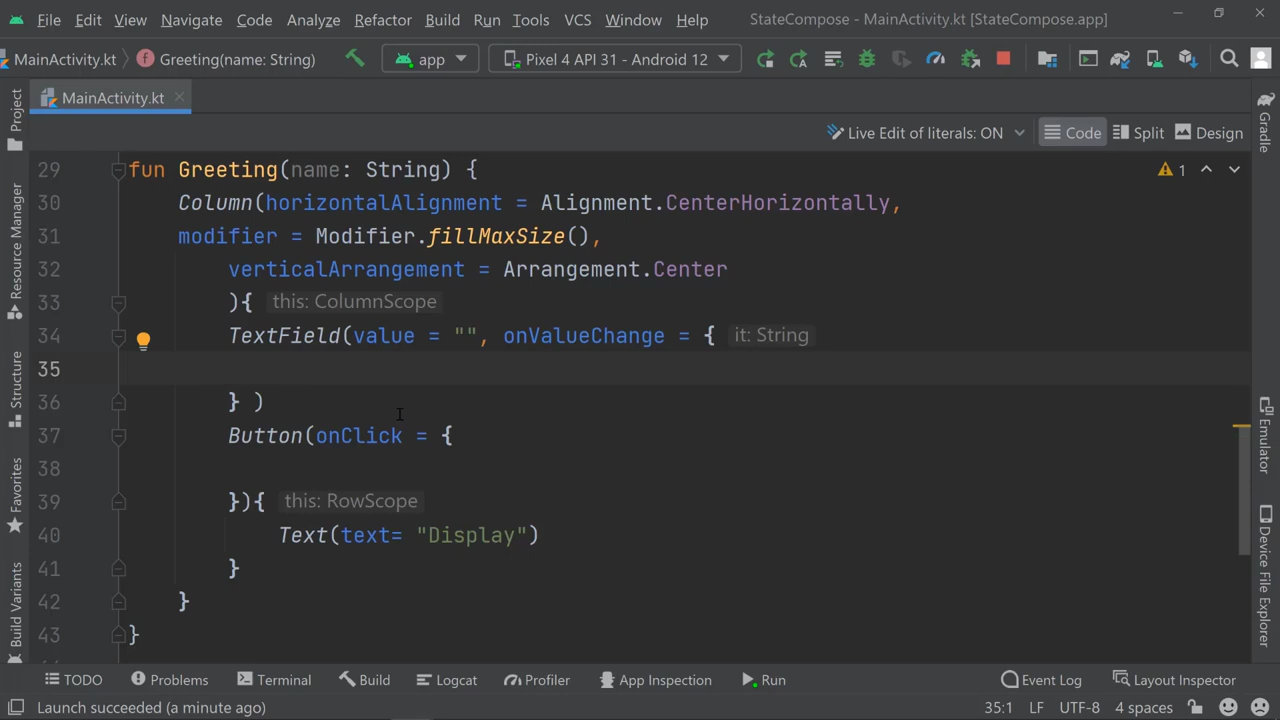 File Edit View Navigate Code Analyze Refactor Build Run Tools VCS Window Help StateCompose - MainActivity.kt [StateCompose.app]
MainActivity.kt Greeting(name: String) app Pixel 4 API 31 - Android 12
MainActivity.kt
Live Edit of literals: ON Code Split Design
Project
Resource Manager
Structure
Favorites
Build Variants
Gradle
Emulator
Device File Explorer
1
29 fun Greeting(name: String) {
30 Column(horizontalAlignment = Alignment.CenterHorizontally,
31 modifier = Modifier.fillMaxSize(),
32 verticalArrangement = Arrangement.Center
33 ){ this: ColumnScope
34 TextField(value = "", onValueChange = { it: String
35
36 } )
37 Button(onClick = {
38
39 }){ this: RowScope
40 Text(text= "Display")
41 }
42 }
43 }
TODO Problems Terminal Build Logcat Profiler App Inspection Run Event Log Layout Inspector
Launch succeeded (a minute ago) 35:1 LF UTF-8 4 spaces